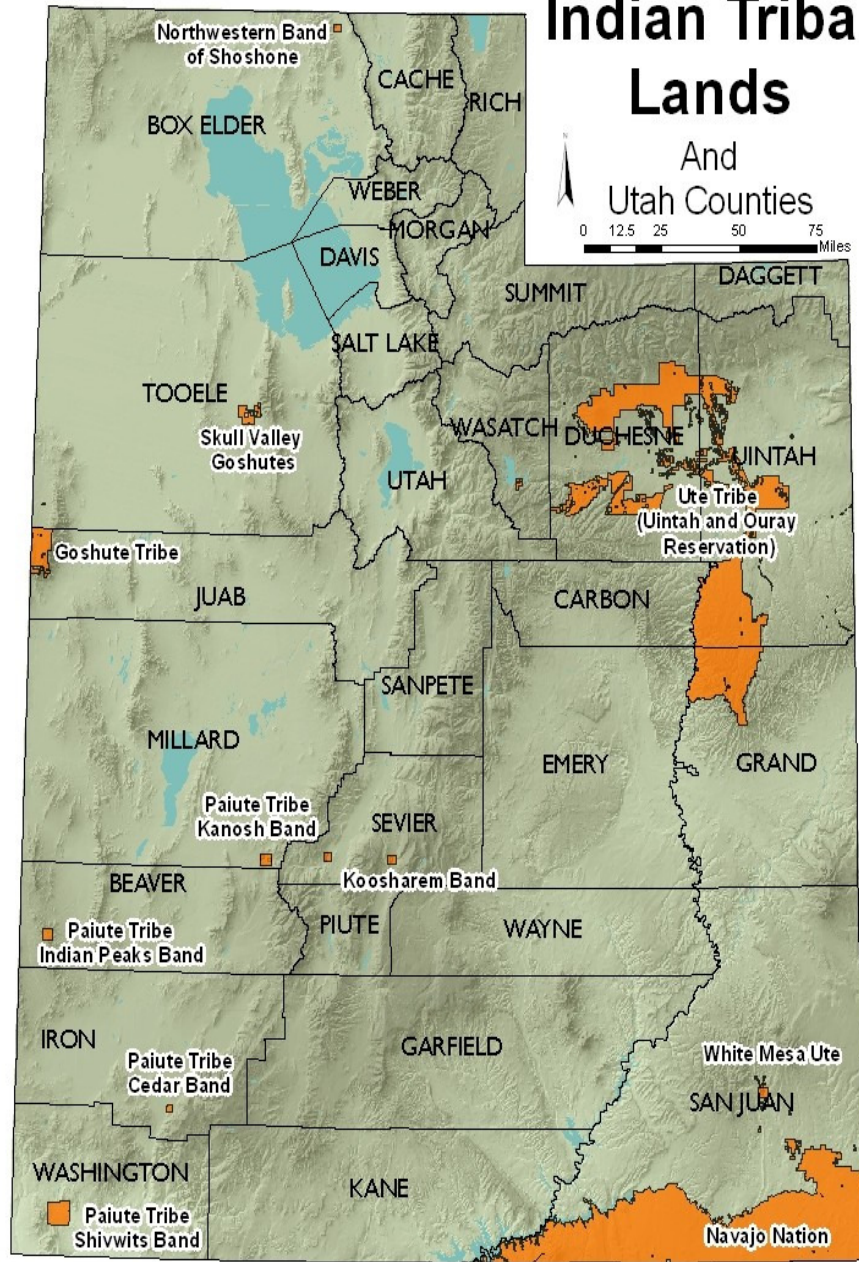 Indian Triba
Lands
And
Utah Counties
0 12.5 25 50 75
Miles
Northwestern Band
of Shoshone
CACHE
RICH
BOX ELDER
WEBER
MORGAN
DAVIS
SUMMIT
DAGGETT
SALT LAKE
TOOELE
Skull Valley
Goshutes
WASATCH
DUCHESNE
UINTAH
UTAH
Ute Tribe
(Uintah and Ouray
Reservation)
Goshute Tribe
JUAB
CARBON
SANPETE
MILLARD
EMERY
GRAND
Paiute Tribe
Kanosh Band
SEVIER
Koosharem Band
BEAVER
PIUTE
WAYNE
Paiute Tribe
Indian Peaks Band
IRON
GARFIELD
Paiute Tribe
Cedar Band
White Mesa Ute
SAN JUAN
WASHINGTON
KANE
Paiute Tribe
Shivwits Band
Navajo Nation